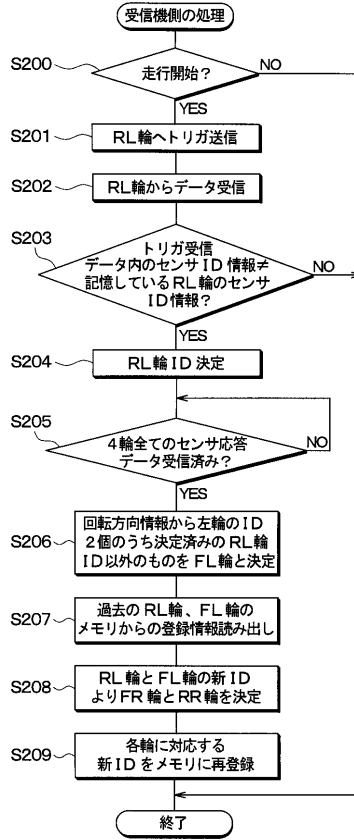 受信機側の処理
S200
走行開始？
NO
YES
S201
RL輪へトリガ送信
S202
RL輪からデータ受信
S203
トリガ受信
データ内のセンサID情報≠
記憶しているRL輪のセンサ
ID情報？
NO
YES
S204
RL輪ID決定
S205
4輪全てのセンサ応答
データ受信済み？
NO
YES
S206
回転方向情報から左輪のID
2個のうち決定済みのRL輪
ID以外のものをFL輪と決定
S207
過去のRL輪、FL輪の
メモリからの登録情報読み出し
S208
RL輪とFL輪の新ID
よりFR輪とRR輪を決定
S209
各輪に対応する
新IDをメモリに再登録
終了